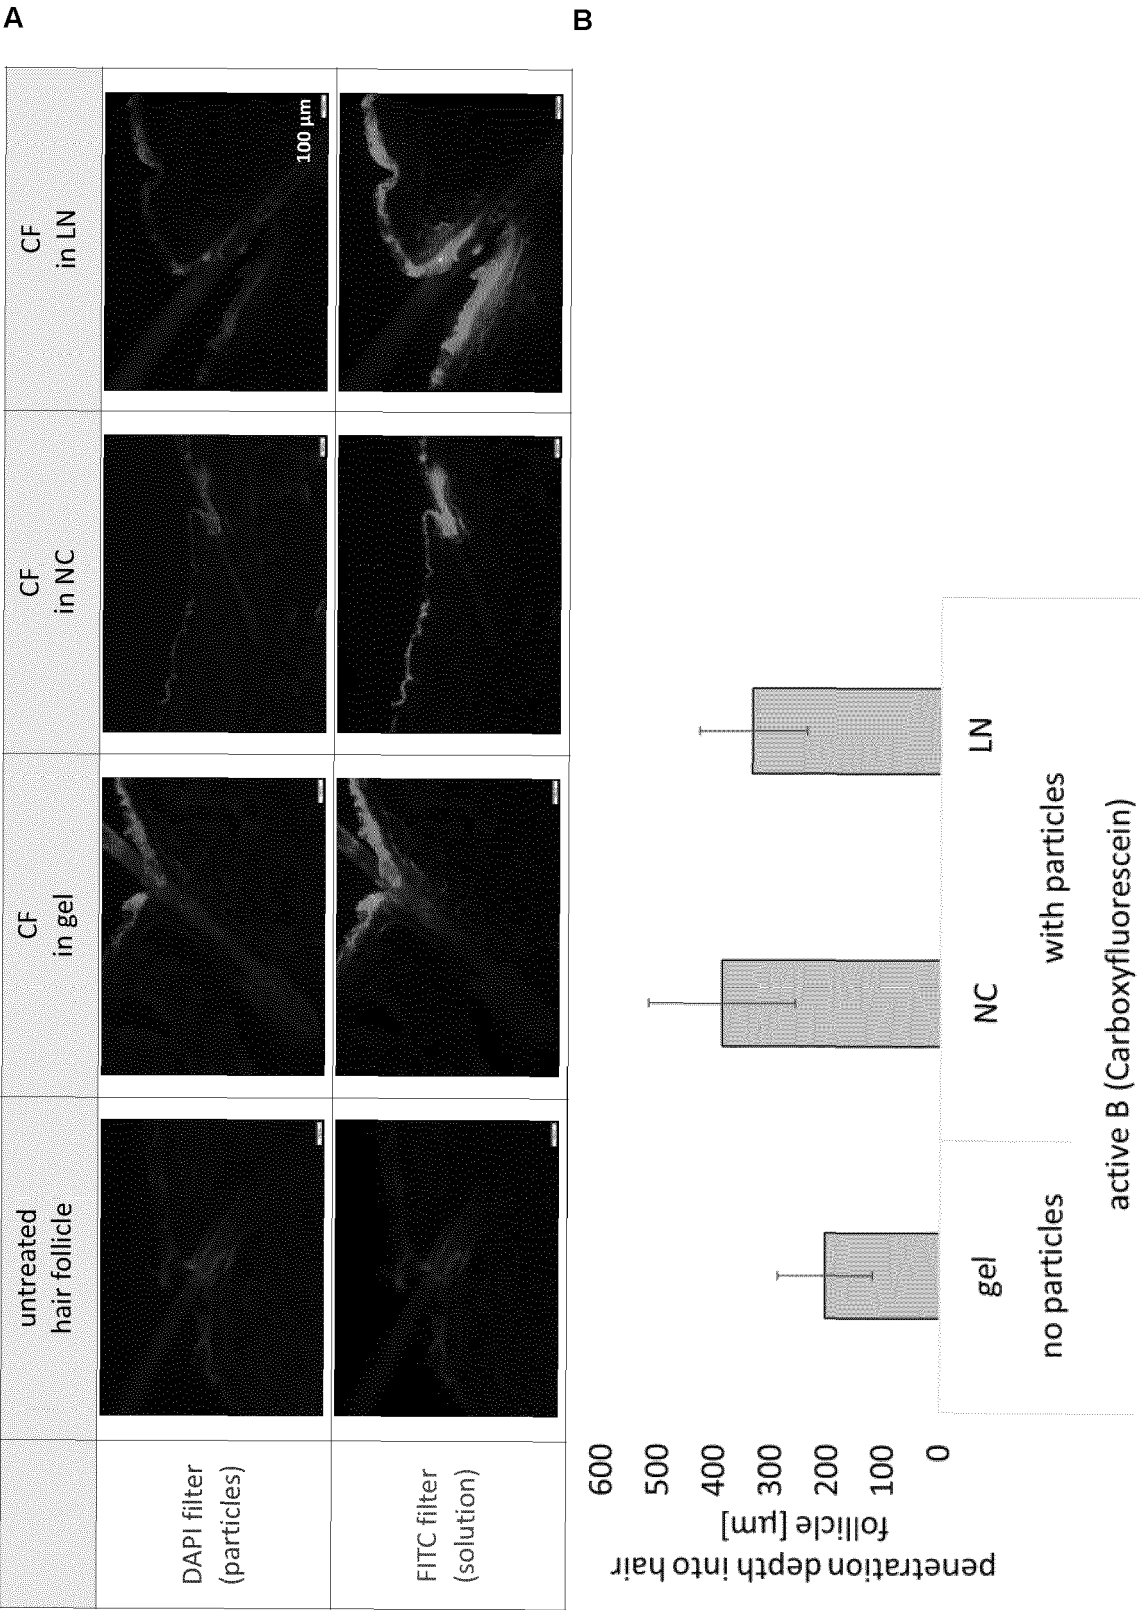 A
untreated
hair follicle
CF
in gel
CF
in NC
CF
in LN
DAPI filter
(particles)
100 µm
FITC filter
(solution)
B
penetration depth into hair
follicle [µm]
600
500
400
300
200
100
0
gel
NC
LN
no particles
with particles
active B (Carboxyfluorescein)